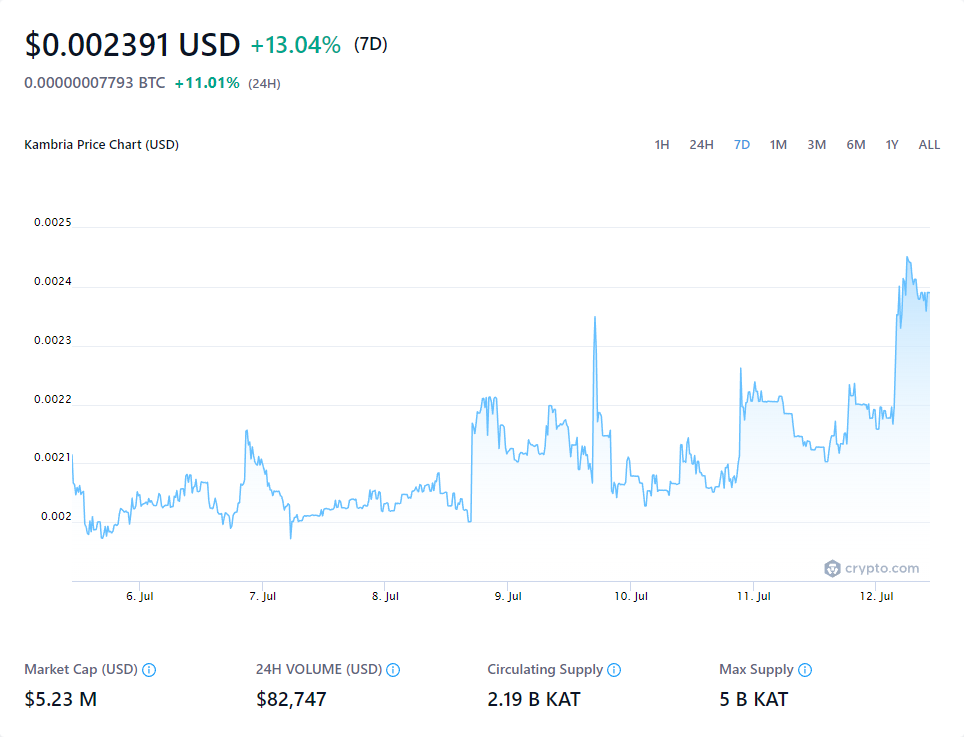 $0.002391 USD +13.04% (7D)
0.00000007793 BTC +11.01% (24H)
Kambria Price Chart (USD) 1H 24H 7D 1M 3M 6M 1Y ALL
0.0025
0.0024
0.0023
0.0022
0.0021
0.002
crypto.com
6. Jul 7. Jul 8. Jul 9. Jul 10. Jul 11. Jul 12. Jul
Market Cap (USD) 24H VOLUME (USD) Circulating Supply Max Supply
$5.23 M $82,747 2.19 B KAT 5 B KAT